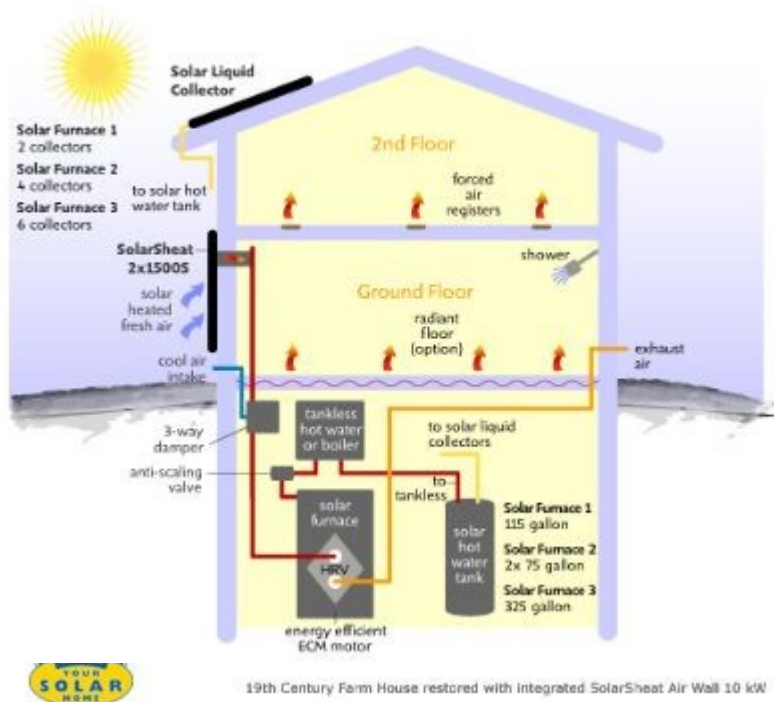 Solar Liquid
Collector
Solar Furnace 1
2 collectors
Solar Furnace 2
4 collectors
Solar Furnace 3
6 collectors
to solar hot
water tank
2nd Floor
forced
air
registers
SolarSheat
2x1500S
shower
solar
heated
fresh air
Ground Floor
radiant
floor
(option)
exhaust
air
cool air
intake
3-way
damper
tankless
hot water
or boiler
to solar liquid
collectors
anti-scaling
valve
to
tankless
solar
furnace
HRV
solar
hot
water
tank
Solar Furnace 1
115 gallon
Solar Furnace 2
2x 75 gallon
Solar Furnace 3
325 gallon
energy efficient
ECM motor
YOUR
SOLAR
HOME
19th Century Farm House restored with integrated SolarSheat Air Wall 10 kW